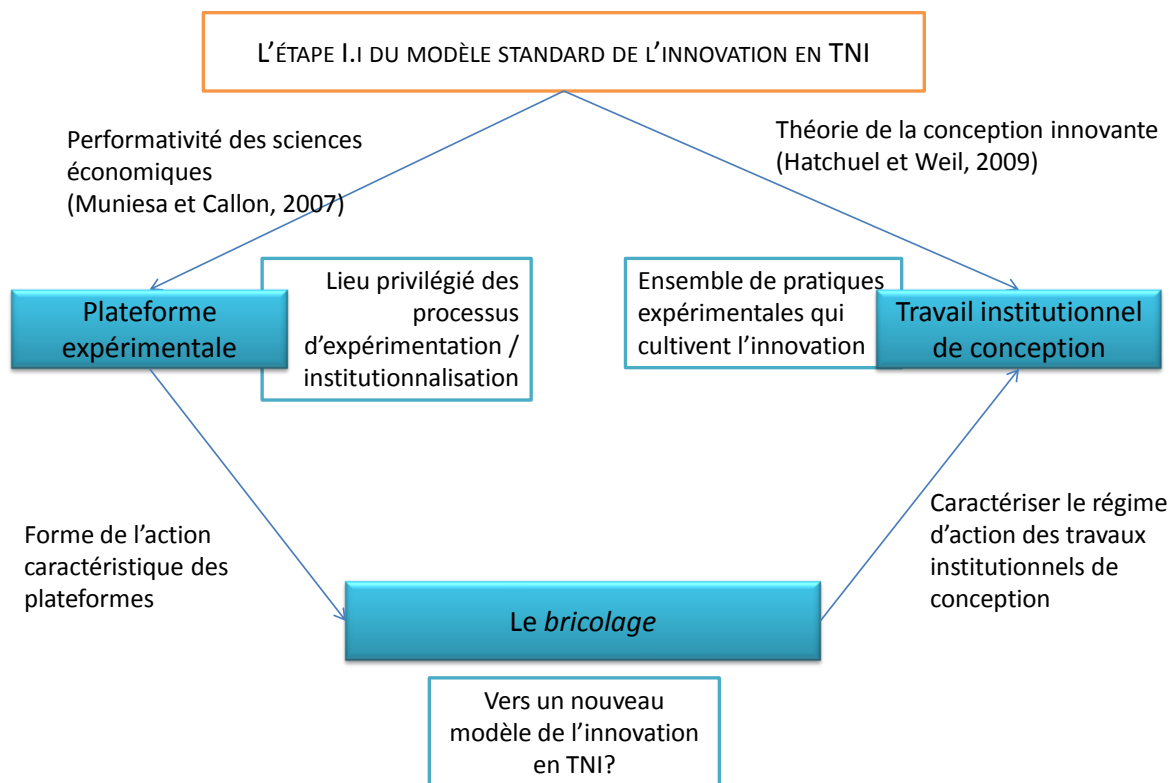 L’ÉTAPE I.I DU MODÈLE STANDARD DE L’INNOVATION EN TNI
Performativité des sciences
économiques
(Muniesa et Callon, 2007)
Théorie de la conception innovante
(Hatchuel et Weil, 2009)
Plateforme
expérimentale
Lieu privilégié des
processus
d’expérimentation /
institutionnalisation
Ensemble de pratiques
expérimentales qui
cultivent l’innovation
Travail institutionnel
de conception
Forme de l’action
caractéristique des
plateformes
Caractériser le régime
d’action des travaux
institutionnels de
conception
Le bricolage
Vers un nouveau
modèle de l’innovation
en TNI?